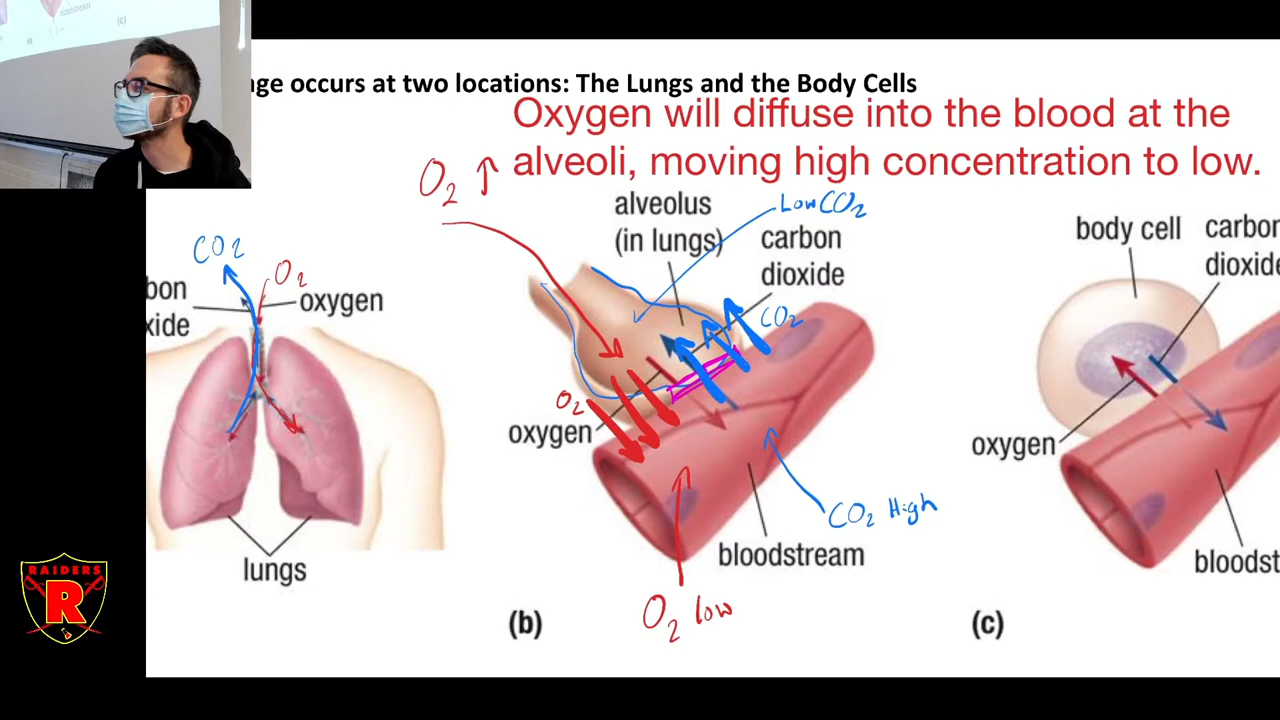 nge occurs at two locations: The Lungs and the Body Cells
Oxygen will diffuse into the blood at the
alveoli, moving high concentration to low.
O2 ↑
CO2
O2
bon
xide
oxygen
lungs
alveolus
(in lungs)
Low CO2
carbon
dioxide
CO2
O2
oxygen
CO2 High
bloodstream
O2 low
(b)
body cell
carbon
dioxide
oxygen
bloodst
(c)
RAIDERS
R
(c)